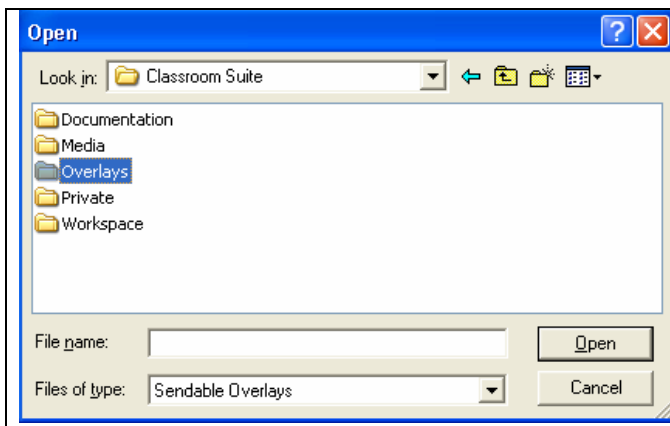 Open
Look in: Classroom Suite
Documentation
Media
Overlays
Private
Workspace
File name:
Open
Files of type: Sendable Overlays
Cancel